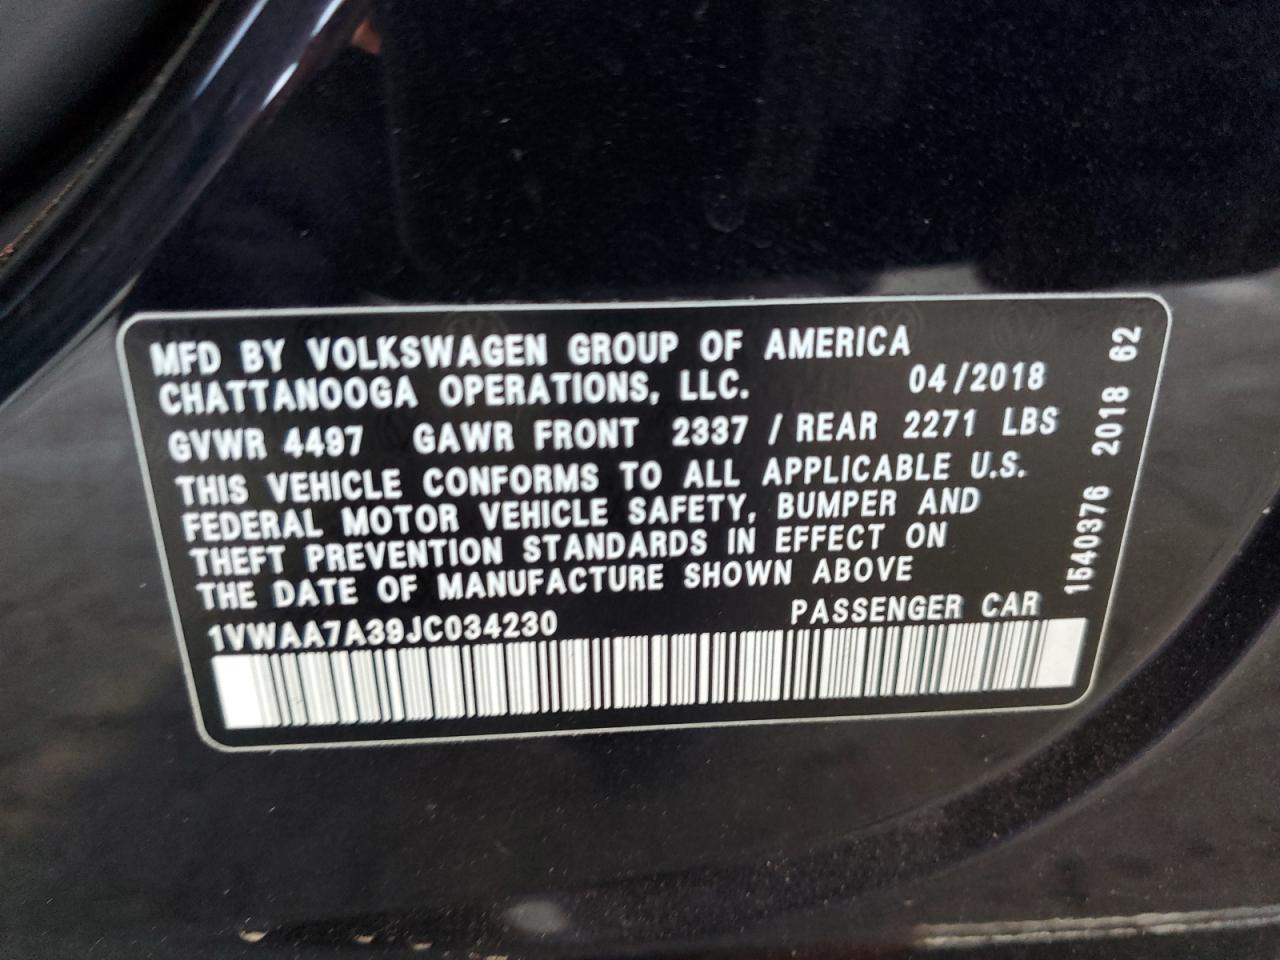 MFD BY VOLKSWAGEN GROUP OF AMERICA
CHATTANOOGA OPERATIONS, LLC. 04/2018
GVWR 4497 GAWR FRONT 2337 / REAR 2271 LBS
THIS VEHICLE CONFORMS TO ALL APPLICABLE U.S.
FEDERAL MOTOR VEHICLE SAFETY, BUMPER AND
THEFT PREVENTION STANDARDS IN EFFECT ON
THE DATE OF MANUFACTURE SHOWN ABOVE
1VWAA7A39JC034230 PASSENGER CAR
1540376 2018 62